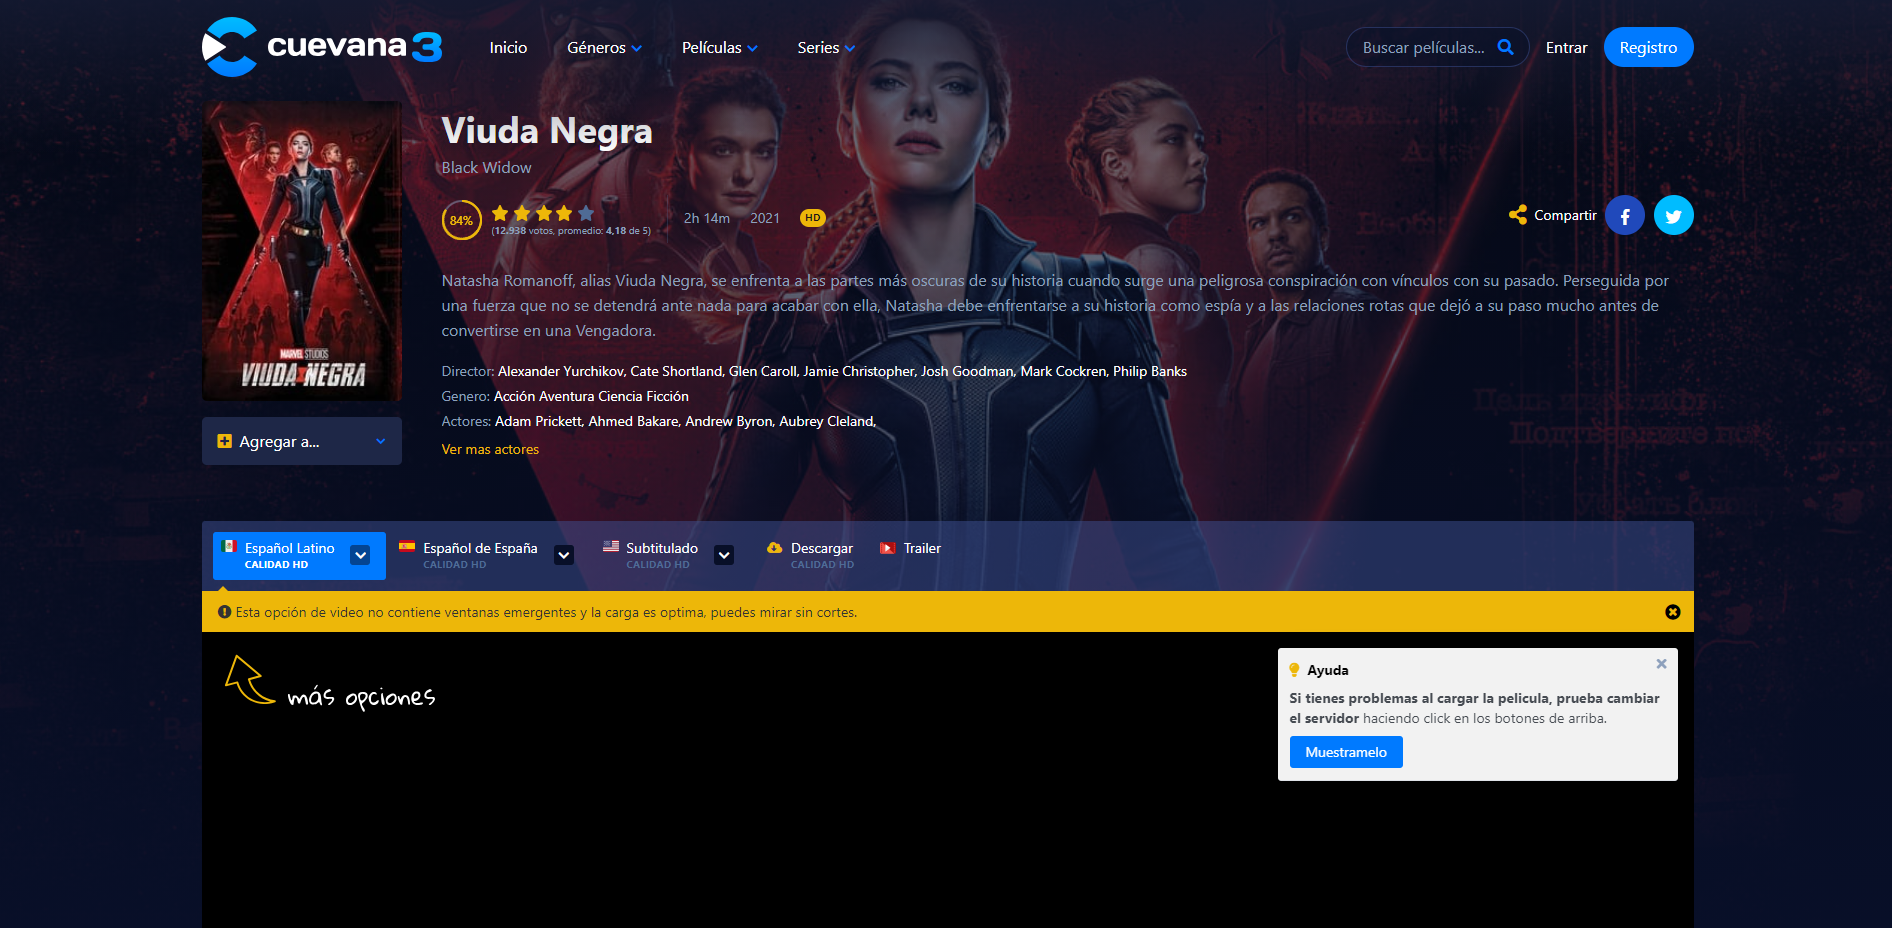 cuevana 3
Inicio
Géneros
Películas
Series
Buscar películas...
Entrar
Registro
Viuda Negra
Black Widow
84%
(12.938 votos, promedio: 4,18 de 5)
2h 14m
2021
HD
Compartir
Natasha Romanoff, alias Viuda Negra, se enfrenta a las partes más oscuras de su historia cuando surge una peligrosa conspiración con vínculos con su pasado. Perseguida por
una fuerza que no se detendrá ante nada para acabar con ella, Natasha debe enfrentarse a su historia como espía y a las relaciones rotas que dejó a su paso mucho antes de
convertirse en una Vengadora.
Director: Alexander Yurchikov, Cate Shortland, Glen Caroll, Jamie Christopher, Josh Goodman, Mark Cockren, Philip Banks
Genero: Acción Aventura Ciencia Ficción
Actores: Adam Prickett, Ahmed Bakare, Andrew Byron, Aubrey Cleland,
Ver mas actores
MARVEL STUDIOS
VIUDA NEGRA
Agregar a...
Español Latino
CALIDAD HD
Español de España
CALIDAD HD
Subtitulado
CALIDAD HD
Descargar
CALIDAD HD
Trailer
Esta opción de video no contiene ventanas emergentes y la carga es optima, puedes mirar sin cortes.
más opciones
Ayuda
Si tienes problemas al cargar la pelicula, prueba cambiar
el servidor haciendo click en los botones de arriba.
Muestramelo